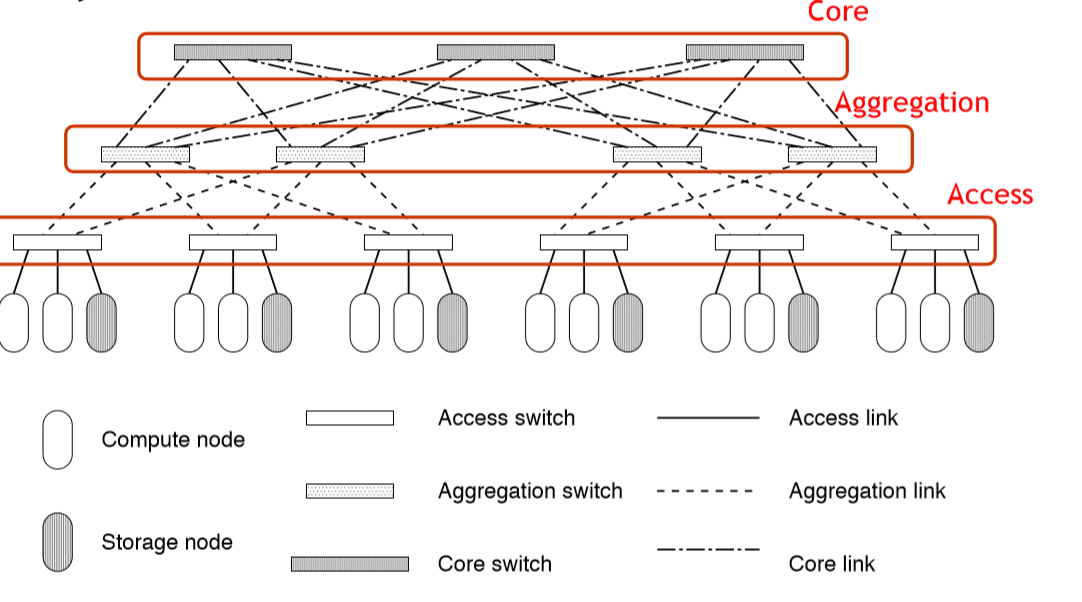 Core
Aggregation
Access
Compute node
Access switch
Access link
Aggregation switch
Aggregation link
Storage node
Core switch
Core link